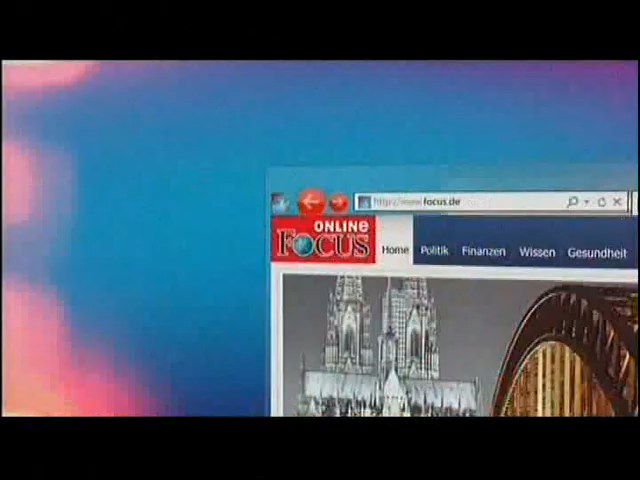 http://www.focus.de
ONLINE
FOCUS
Home Politik Finanzen Wissen Gesundheit